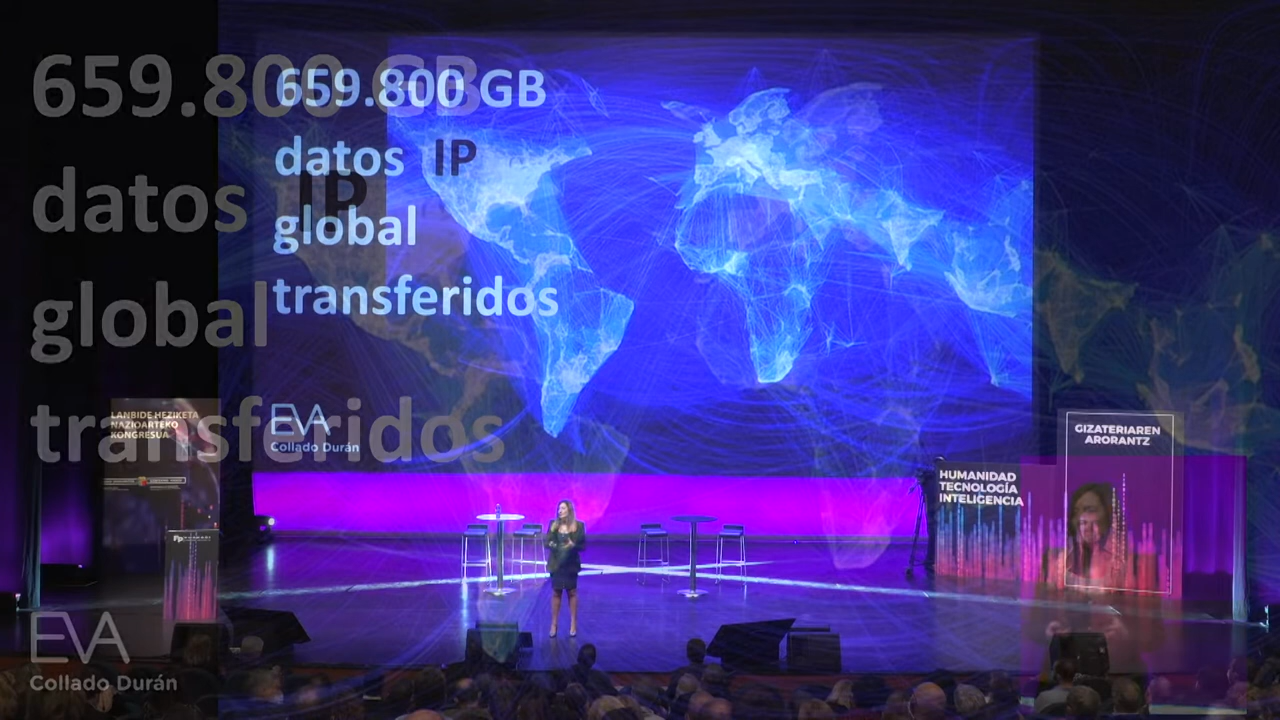 659.800 GB
datos IP
global
transferidos
EVA
Collado Durán
659.800 GB
datos IP
global
transferidos
EVA
Collado Durán
LANBIDE HEZIKETA
NAZIOARTEKO
KONGRESUA
HUMANIDAD
TECNOLOGÍA
INTELIGENCIA
GIZATERIAREN
ARORANTZ